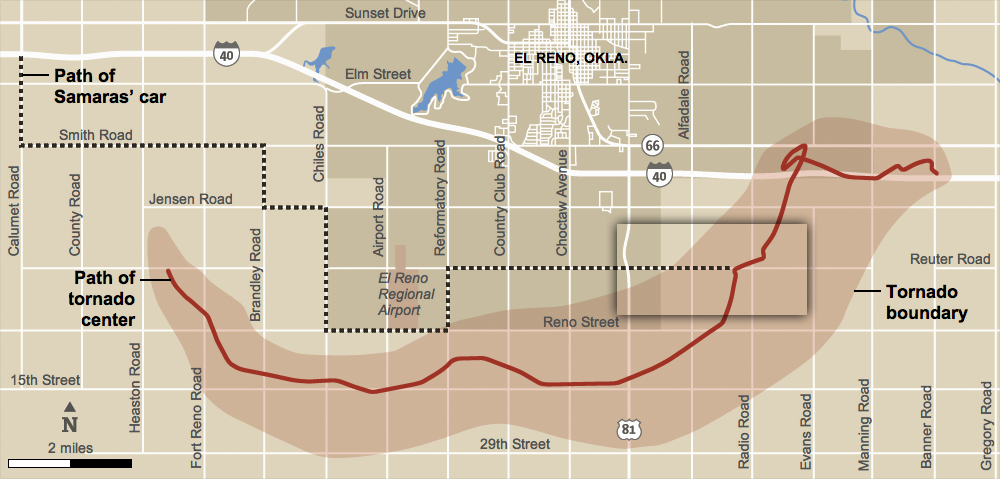 Sunset Drive
40
EL RENO, OKLA.
Path of
Samaras’ car
Elm Street
Alfadale Road
Smith Road
Chiles Road
66
40
Calumet Road
County Road
Jensen Road
Airport Road
Reformatory Road
Country Club Road
Choctaw Avenue
Brandley Road
Reuter Road
Path of
tornado
center
El Reno
Regional
Airport
Tornado
boundary
Reno Street
15th Street
Heaston Road
Fort Reno Road
N
2 miles
29th Street
81
Radio Road
Evans Road
Manning Road
Banner Road
Gregory Road